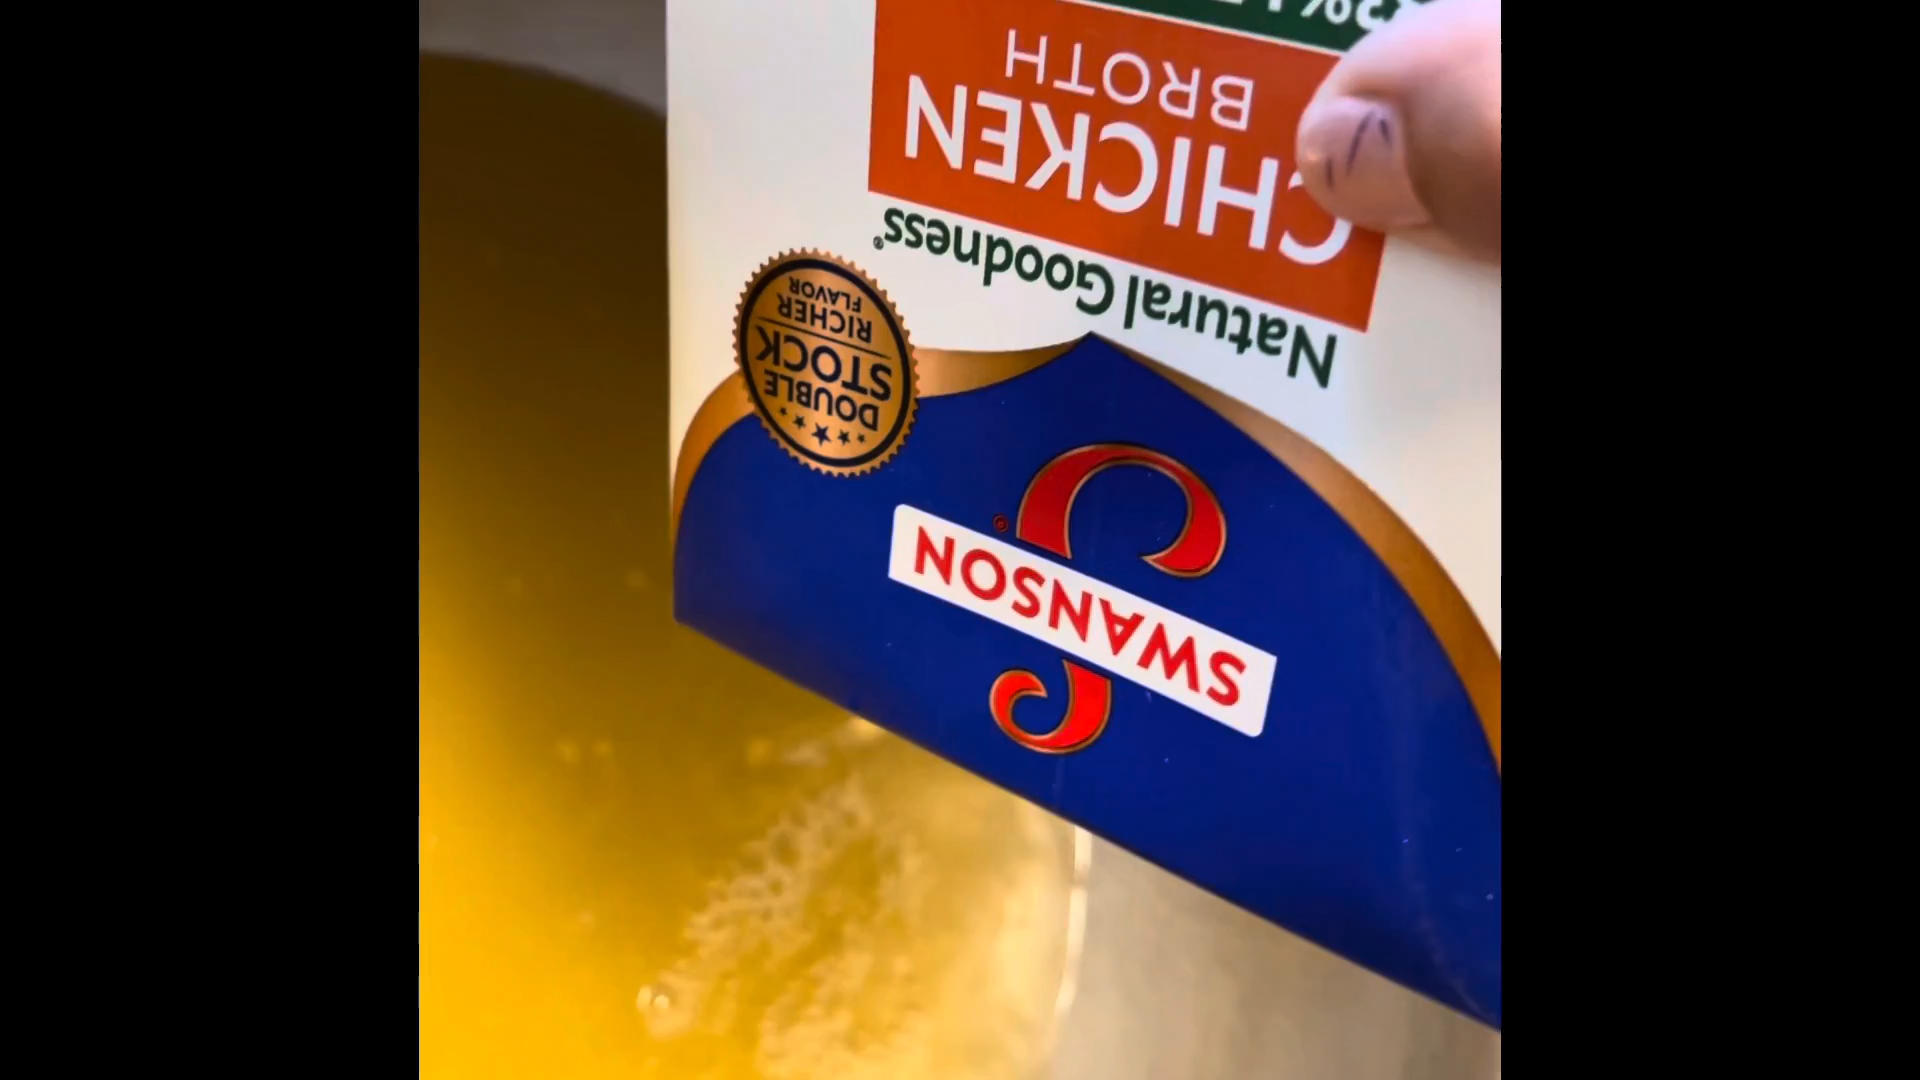 SWANSON
DOUBLE
STOCK
RICHER
FLAVOR
Natural Goodness®
CHICKEN
BROTH